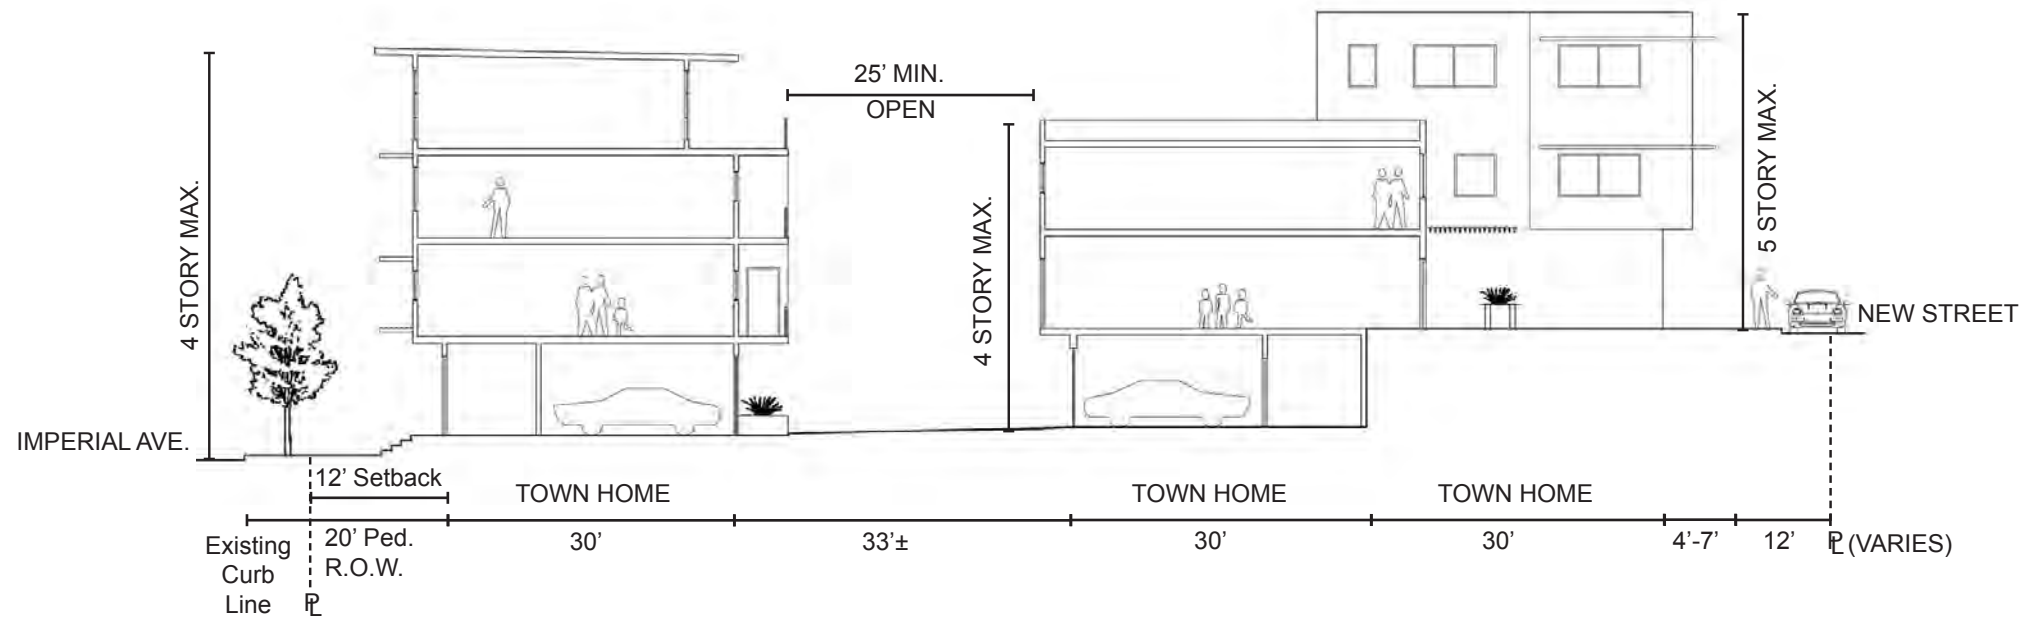 25’ MIN.
OPEN
4 STORY MAX.
4 STORY MAX.
5 STORY MAX.
NEW STREET
IMPERIAL AVE.
12’ Setback
TOWN HOME
TOWN HOME
TOWN HOME
Existing
Curb
Line
PL
20’ Ped.
R.O.W.
30’
33’±
30’
30’
4’-7’
12’
PL (VARIES)